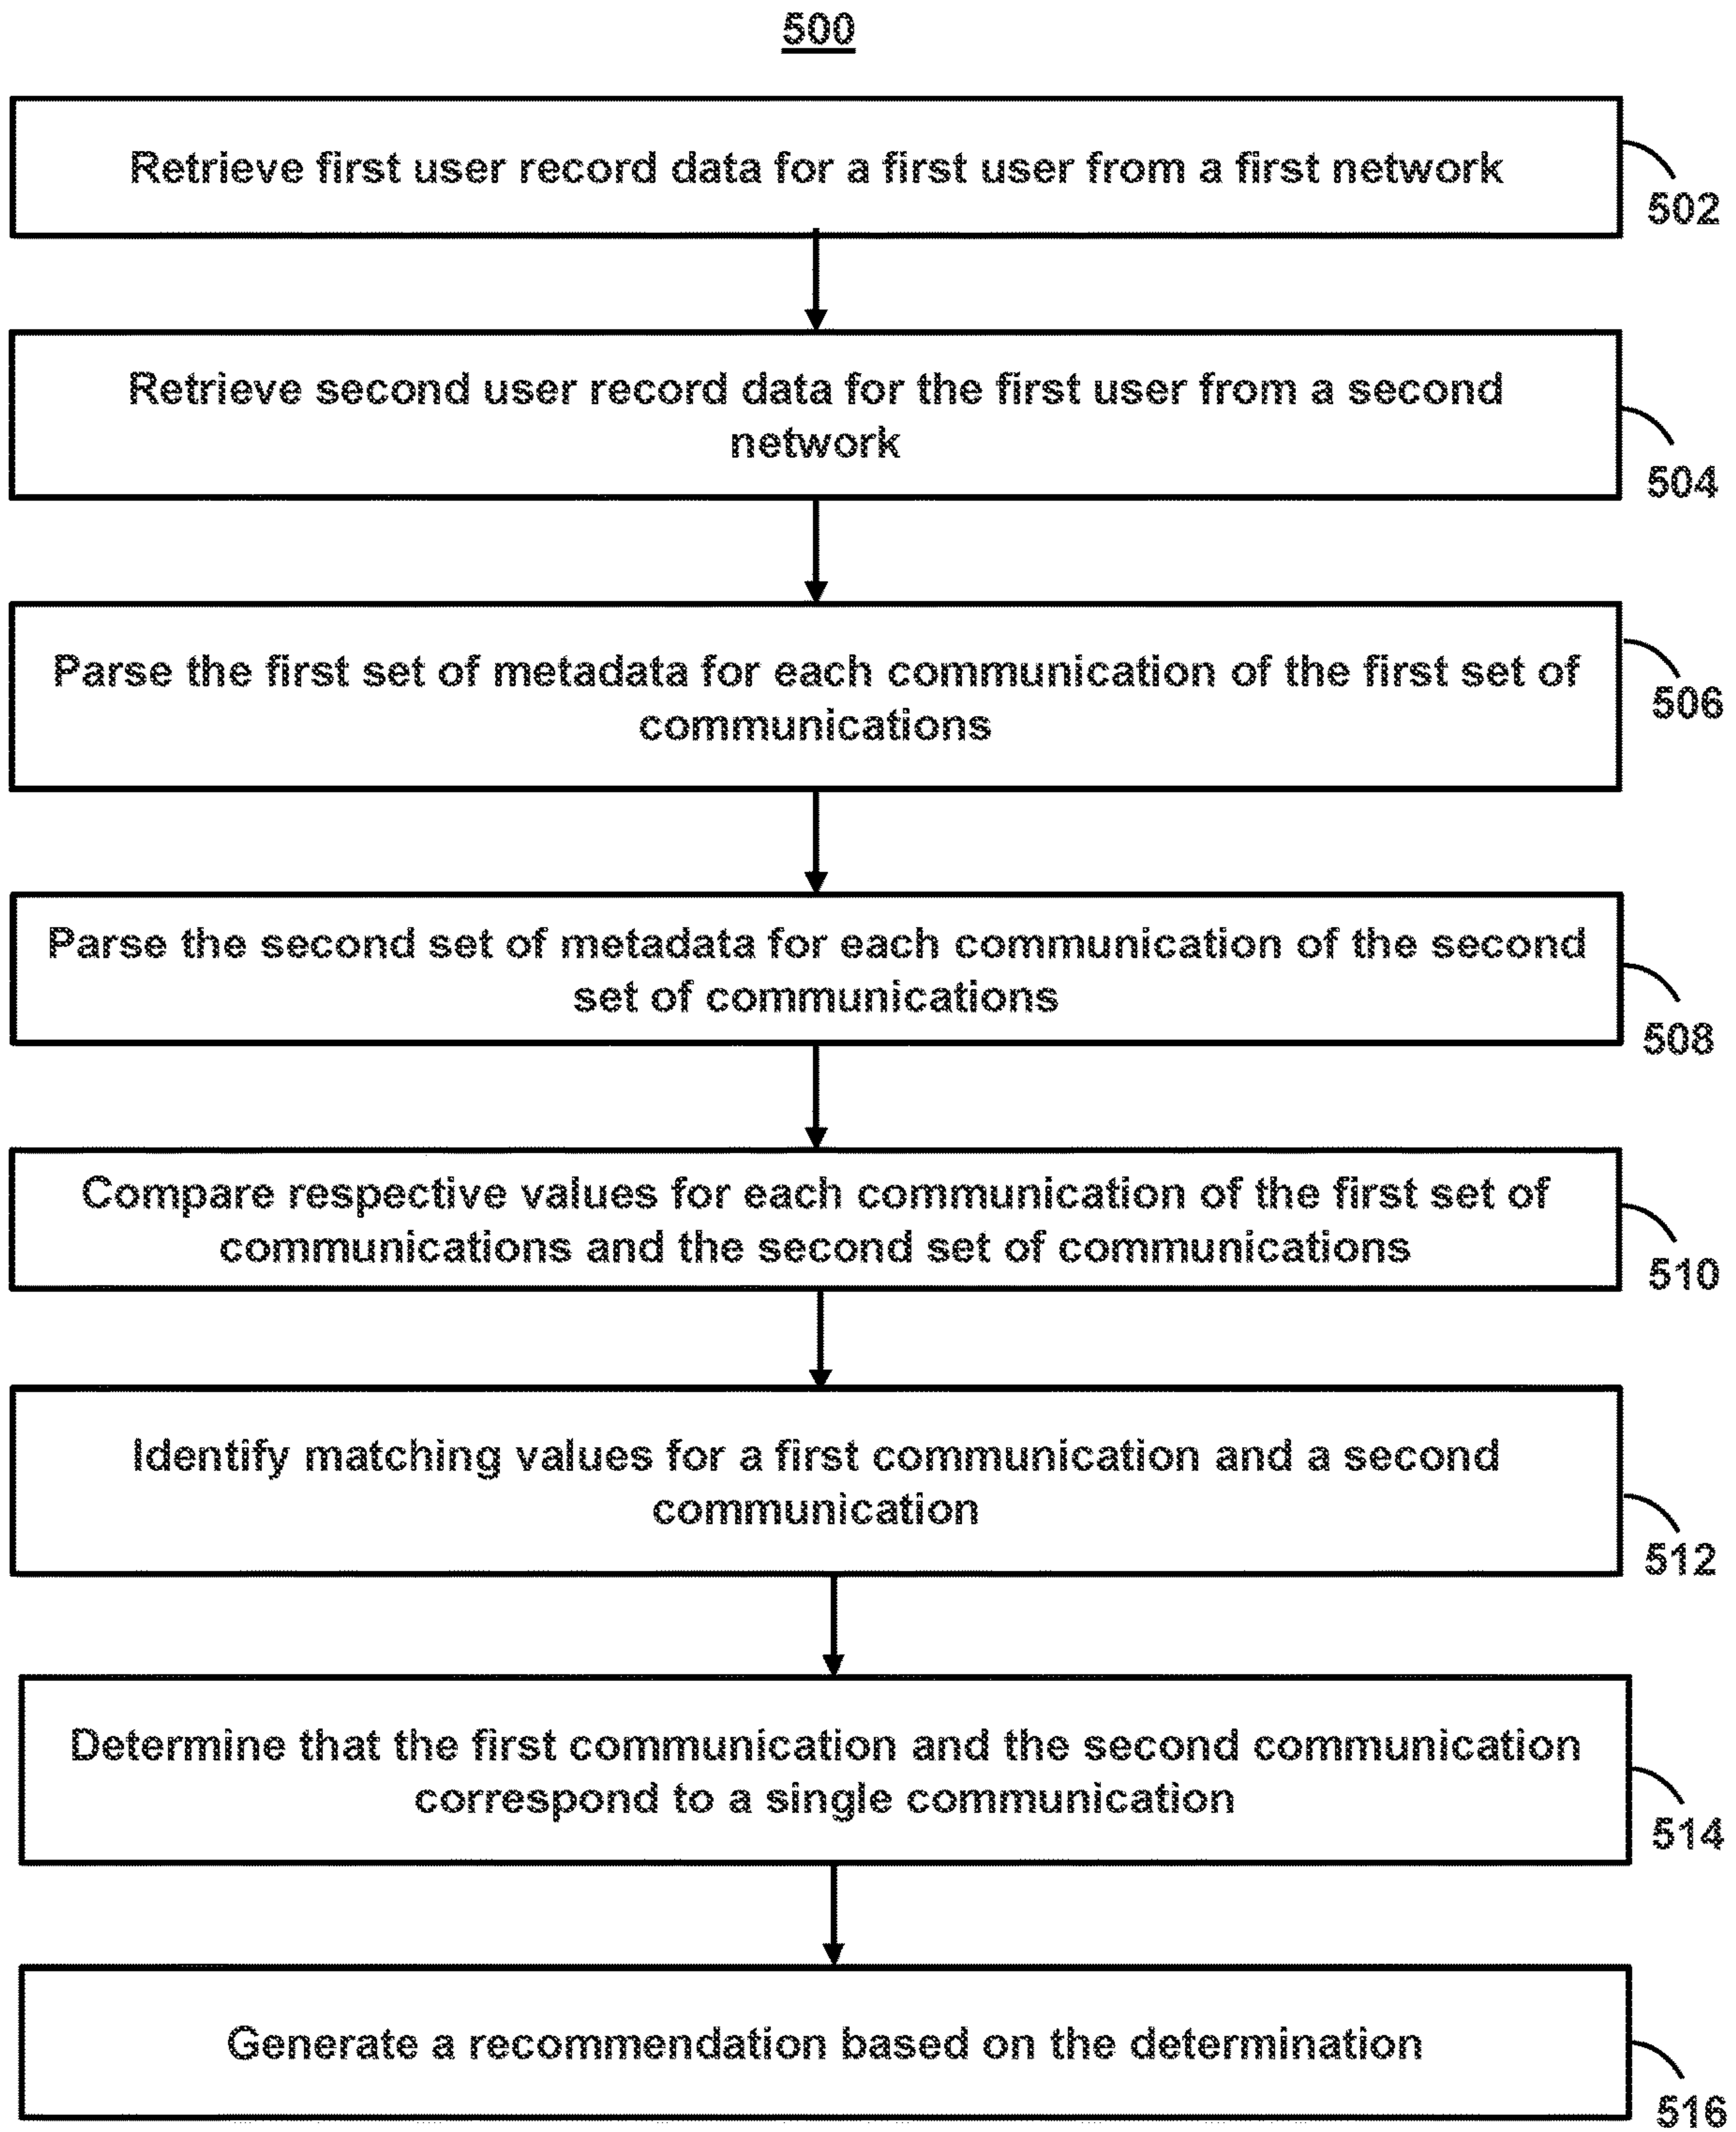 500
Retrieve first user record data for a first user from a first network
502
Retrieve second user record data for the first user from a second
network
504
Parse the first set of metadata for each communication of the first set of
communications
506
Parse the second set of metadata for each communication of the second
set of communications
508
Compare respective values for each communication of the first set of
communications and the second set of communications
510
Identify matching values for a first communication and a second
communication
512
Determine that the first communication and the second communication
correspond to a single communication
514
Generate a recommendation based on the determination
516